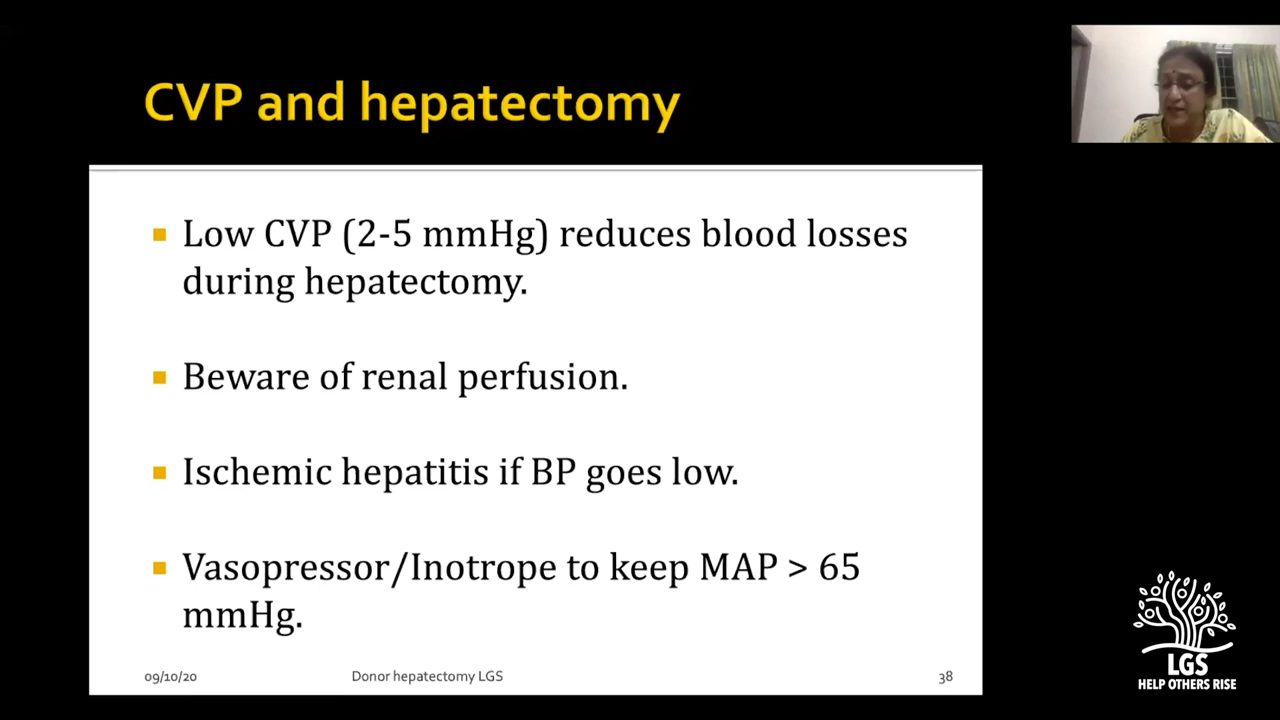 CVP and hepatectomy
Low CVP (2-5 mmHg) reduces blood losses
during hepatectomy.
Beware of renal perfusion.
Ischemic hepatitis if BP goes low.
Vasopressor/Inotrope to keep MAP > 65
mmHg.
09/10/20
Donor hepatectomy LGS
38
LGS
HELP OTHERS RISE